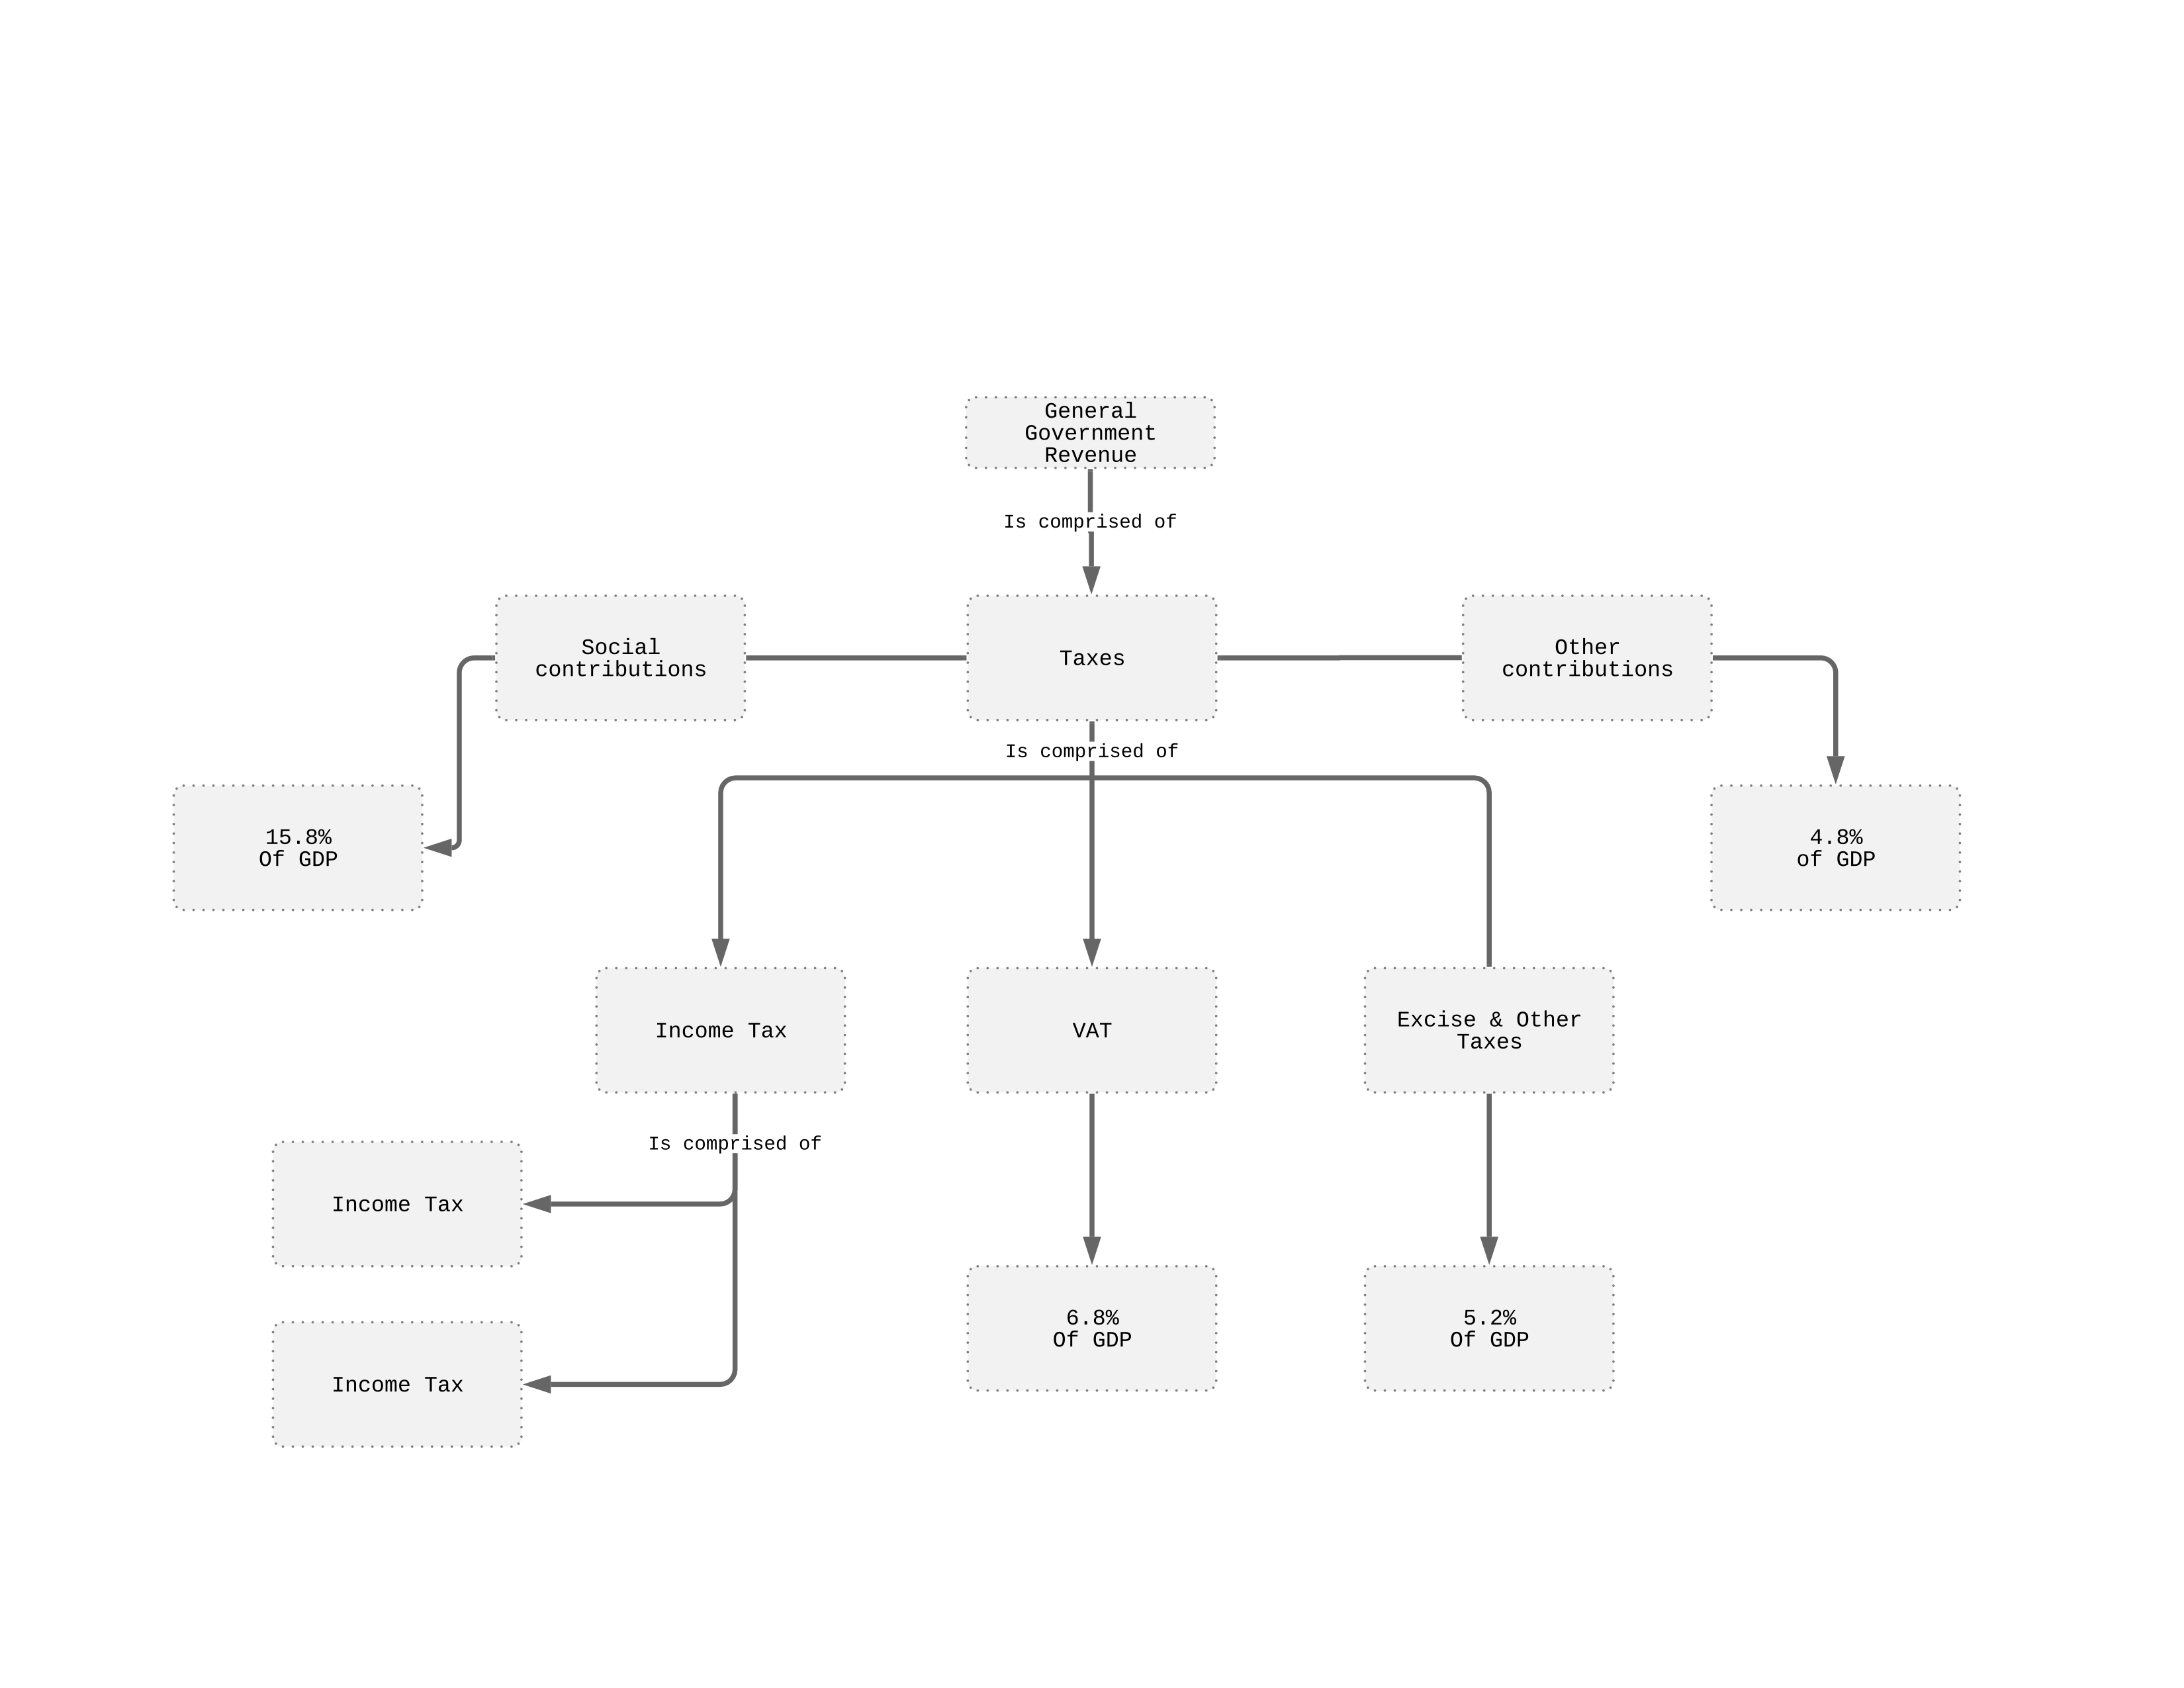 General
Government
Revenue
Is comprised of
Social
contributions
Taxes
Other
contributions
Is comprised of
15.8%
Of GDP
4.8%
of GDP
Income Tax
VAT
Excise & Other
Taxes
Is comprised of
Income Tax
6.8%
Of GDP
5.2%
Of GDP
Income Tax